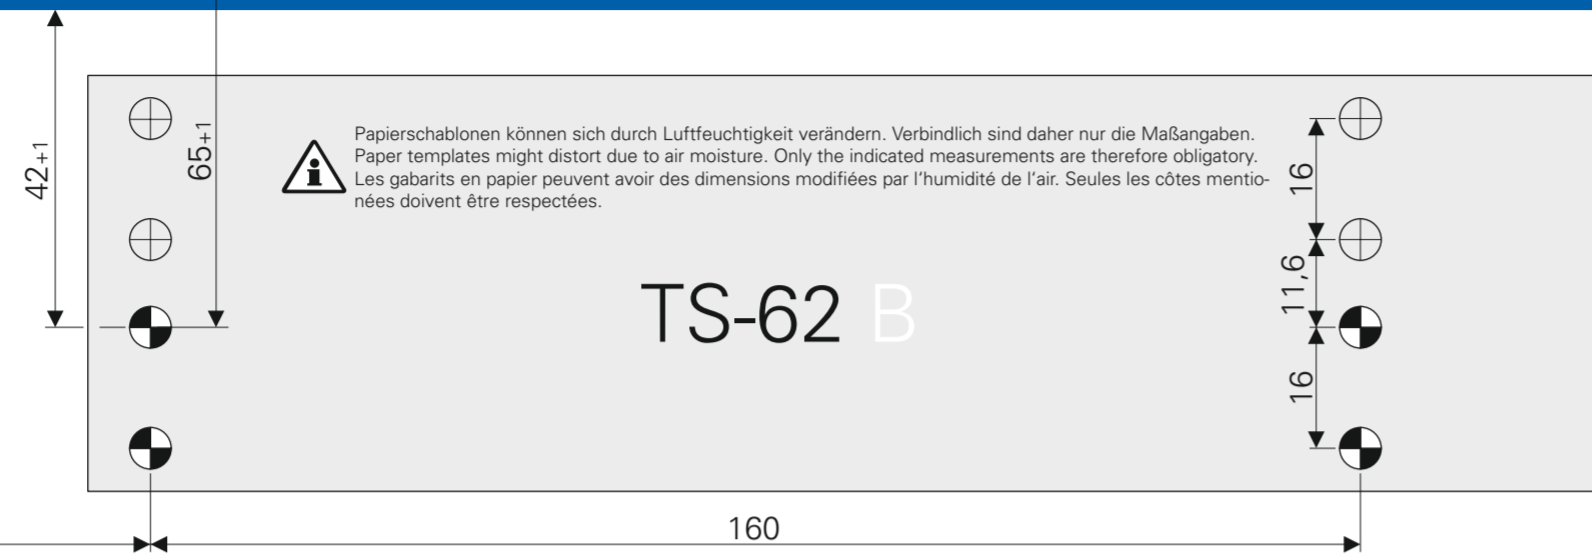 42+1
65+1
Papierschablonen können sich durch Luftfeuchtigkeit verändern. Verbindlich sind daher nur die Maßangaben.
Paper templates might distort due to air moisture. Only the indicated measurements are therefore obligatory.
Les gabarits en papier peuvent avoir des dimensions modifiées par l'humidité de l'air. Seules les côtes mentio-
nées doivent être respectées.
16
11,6
TS-62 B
16
160